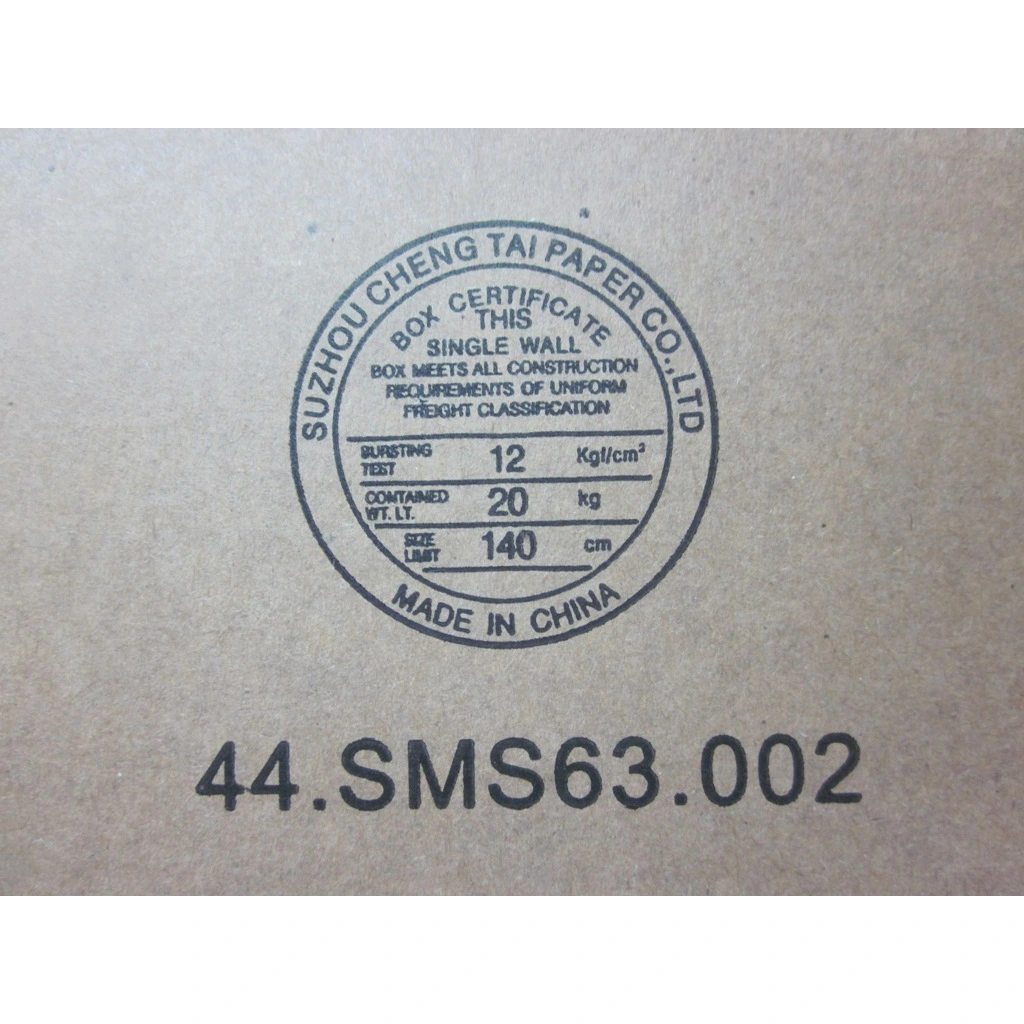 SUZHOU CHENG TAI PAPER CO., LTD
BOX CERTIFICATE
THIS
SINGLE WALL
BOX MEETS ALL CONSTRUCTION
REQUIREMENTS OF UNIFORM
FREIGHT CLASSIFICATION
BURSTING TEST 12 Kgf/cm²
CONTAINED WT. LT. 20 kg
SIZE LIMIT 140 cm
MADE IN CHINA
44.SMS63.002